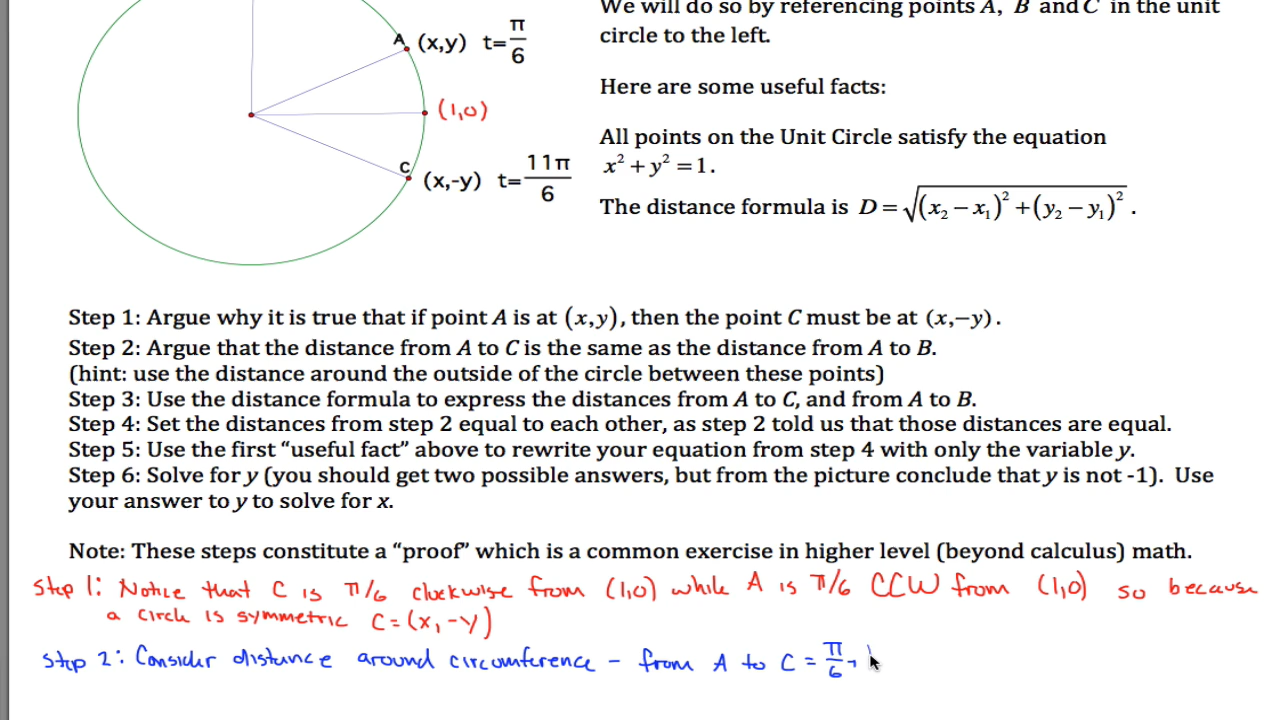 We will do so by referencing points A, B and C in the unit
circle to the left.
A (x,y) t=π/6
Here are some useful facts:
(1,0)
All points on the Unit Circle satisfy the equation
x² + y² = 1.
C (x,-y) t=11π/6
The distance formula is D = √(x₂ − x₁)² + (y₂ − y₁)² .
Step 1: Argue why it is true that if point A is at (x,y), then the point C must be at (x,−y).
Step 2: Argue that the distance from A to C is the same as the distance from A to B.
(hint: use the distance around the outside of the circle between these points)
Step 3: Use the distance formula to express the distances from A to C, and from A to B.
Step 4: Set the distances from step 2 equal to each other, as step 2 told us that those distances are equal.
Step 5: Use the first “useful fact” above to rewrite your equation from step 4 with only the variable y.
Step 6: Solve for y (you should get two possible answers, but from the picture conclude that y is not -1). Use
your answer to y to solve for x.
Note: These steps constitute a “proof” which is a common exercise in higher level (beyond calculus) math.
Step 1: Notice that C is π/6 clockwise from (1,0) while A is π/6 CCW from (1,0) so because
a circle is symmetric C=(x,-y)
Step 2: Consider distance around circumference - from A to C = π/6